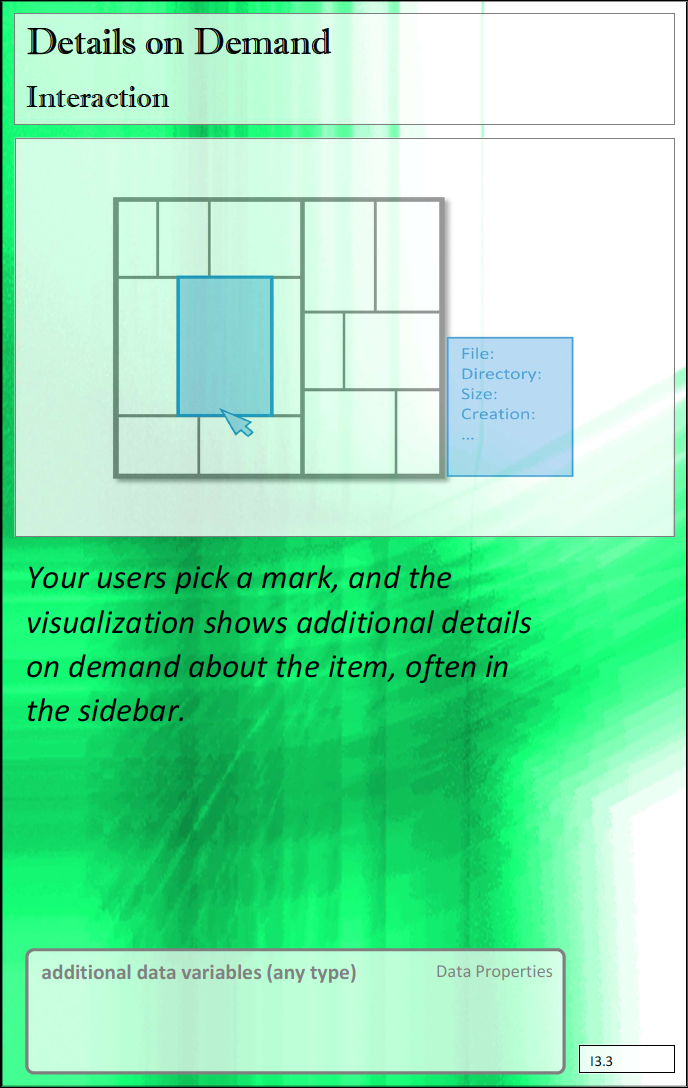 Details on Demand
Interaction
File:
Directory:
Size:
Creation:
...
Your users pick a mark, and the
visualization shows additional details
on demand about the item, often in
the sidebar.
additional data variables (any type)
Data Properties
I3.3